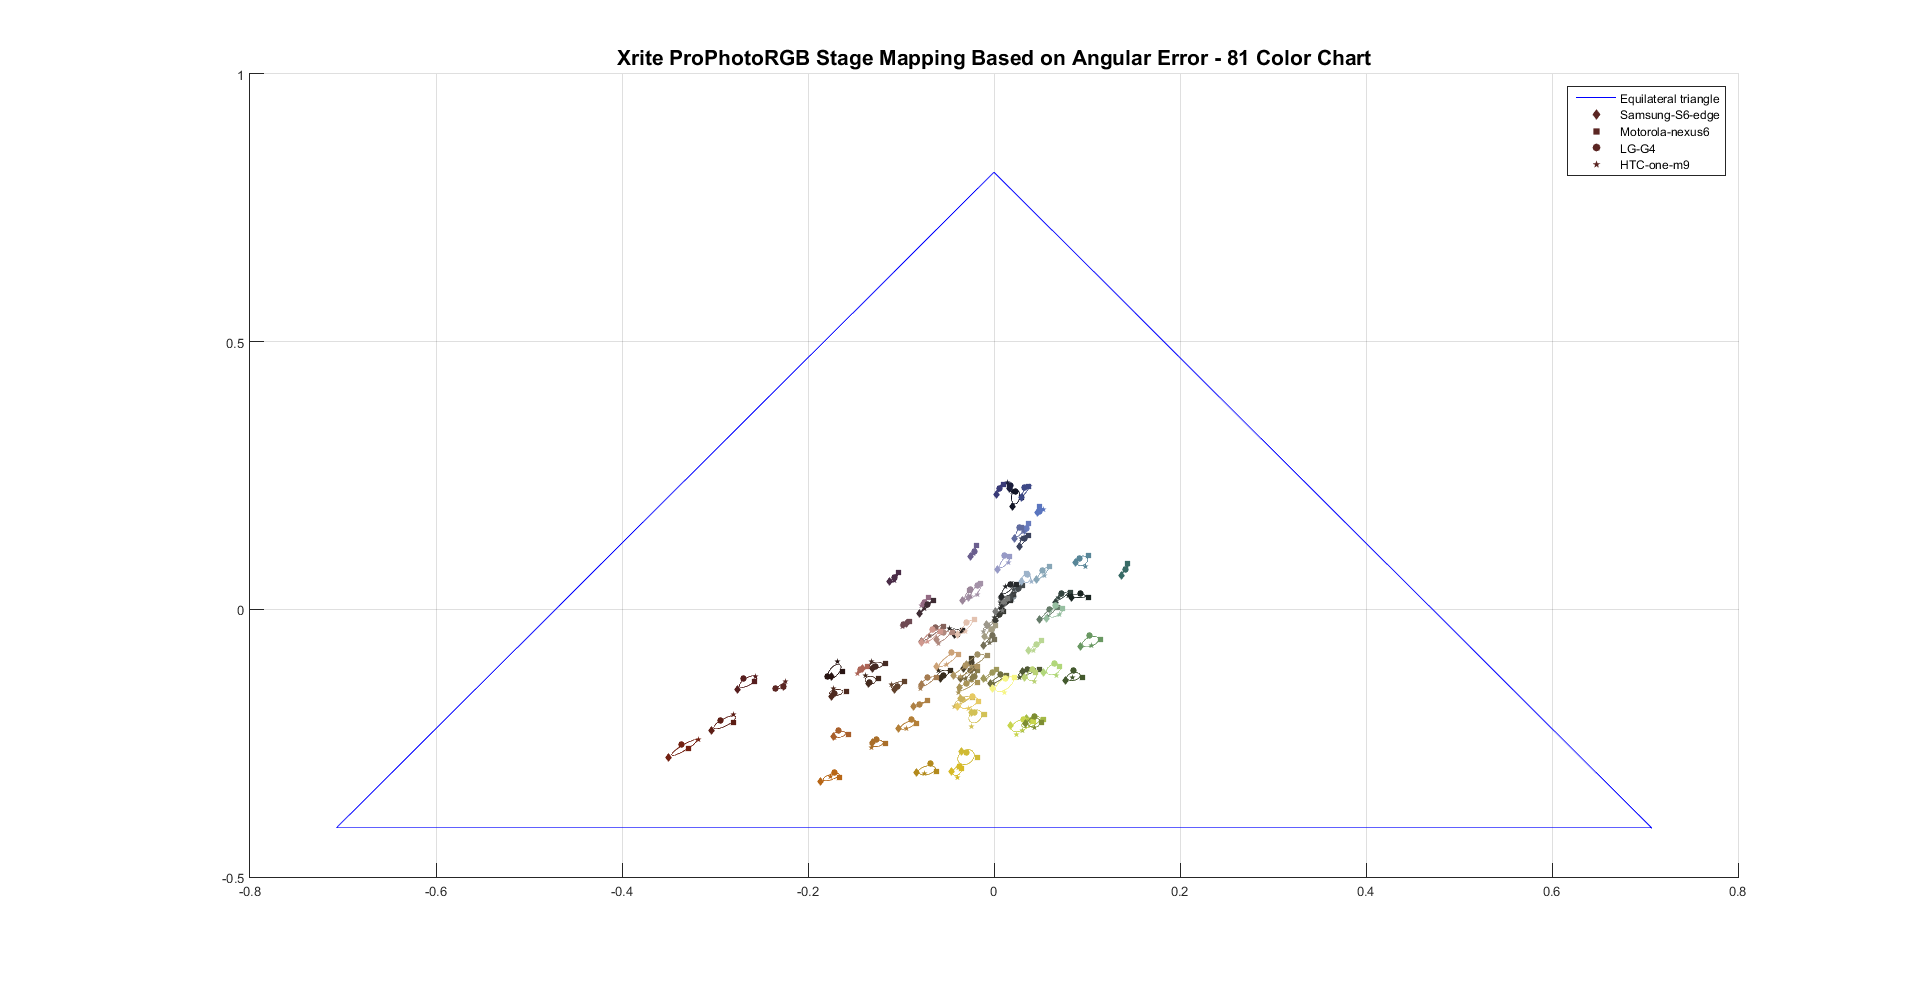 Xrite ProPhotoRGB Stage Mapping Based on Angular Error - 81 Color Chart
Equilateral triangle
Samsung-S6-edge
Motorola-nexus6
LG-G4
HTC-one-m9
1
0.5
0
-0.5
-0.8 -0.6 -0.4 -0.2 0 0.2 0.4 0.6 0.8